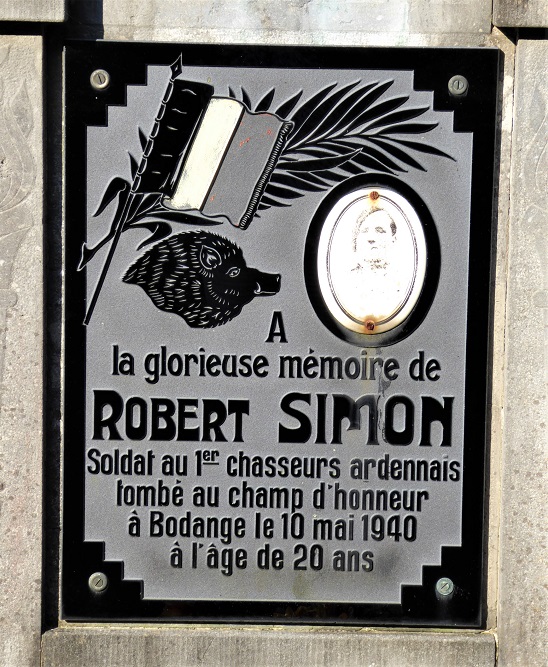 A
la glorieuse mémoire de
ROBERT SIMON
Soldat au 1er chasseurs ardennais
tombé au champ d'honneur
à Bodange le 10 mai 1940
à l'âge de 20 ans